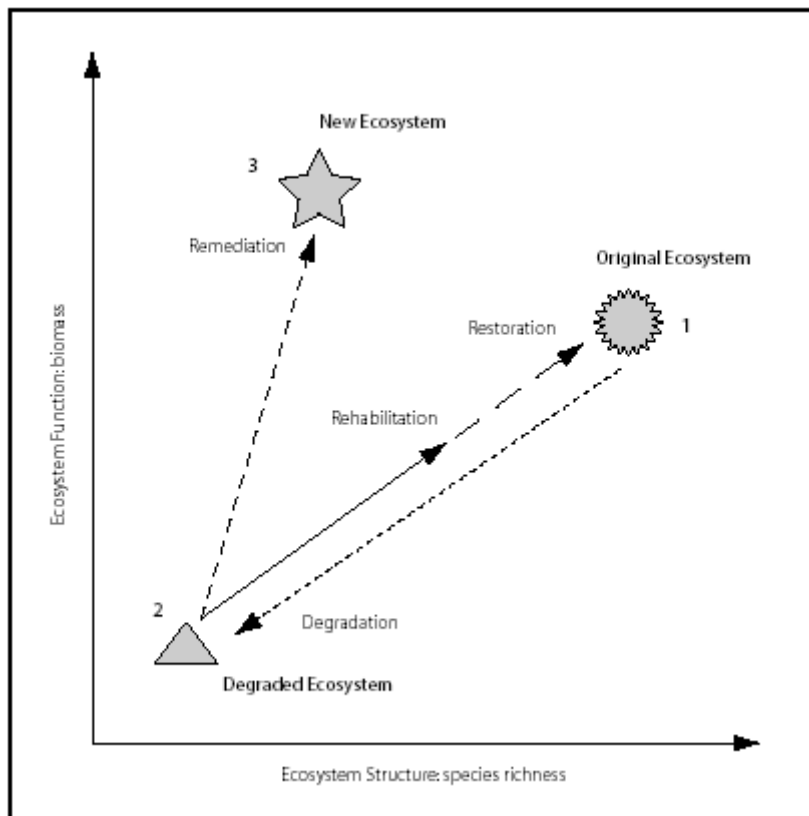 New Ecosystem
3
Remediation
Original Ecosystem
1
Restoration
Rehabilitation
2
Degradation
Degraded Ecosystem
Ecosystem Function: biomass
Ecosystem Structure: species richness